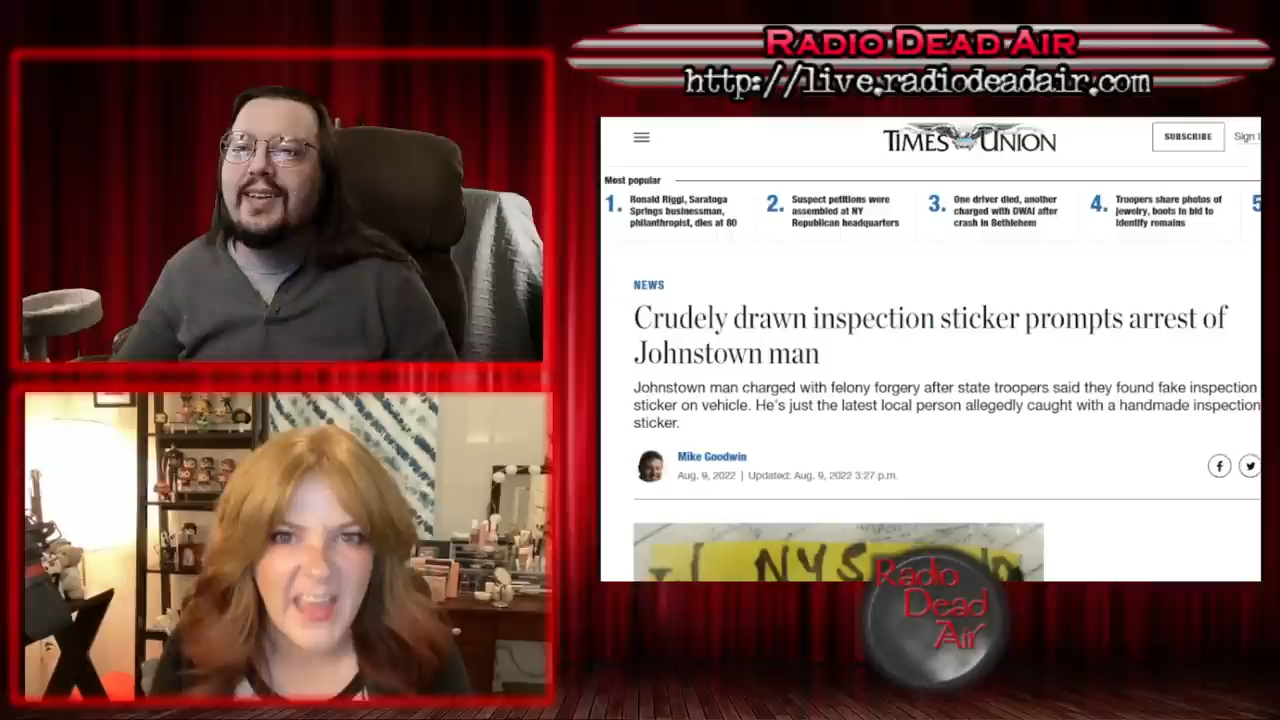 Radio Dead Air
http://live.radiodeadair.com
TIMES UNION
SUBSCRIBE
Sign
Most popular
1. Ronald Riggi, Saratoga
Springs businessman,
philanthropist, dies at 80
2. Suspect petitions were
assembled at NY
Republican headquarters
3. One driver died, another
charged with DWAI after
crash in Bethlehem
4. Troopers share photos of
jewelry, boots in bid to
identify remains
5
NEWS
Crudely drawn inspection sticker prompts arrest of
Johnstown man
Johnstown man charged with felony forgery after state troopers said they found fake inspection
sticker on vehicle. He's just the latest local person allegedly caught with a handmade inspection
sticker.
Mike Goodwin
Aug. 9, 2022 | Updated: Aug. 9, 2022 3:27 p.m.
NYS
Radio
Dead
Air